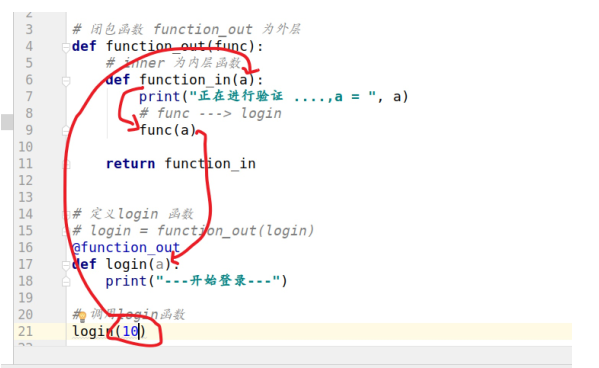 2
3 # 闭包函数 function_out 为外层
4 def function_out(func):
5 # inner 为内层函数
6 def function_in(a):
7 print("正在进行验证 ....,a = ", a)
8 # func ---> login
9 func(a)
10
11 return function_in
12
13
14 # 定义login 函数
15 # login = function_out(login)
16 @function_out
17 def login(a):
18 print("---开始登录---")
19
20 # 调用login函数
21 login(10)
22